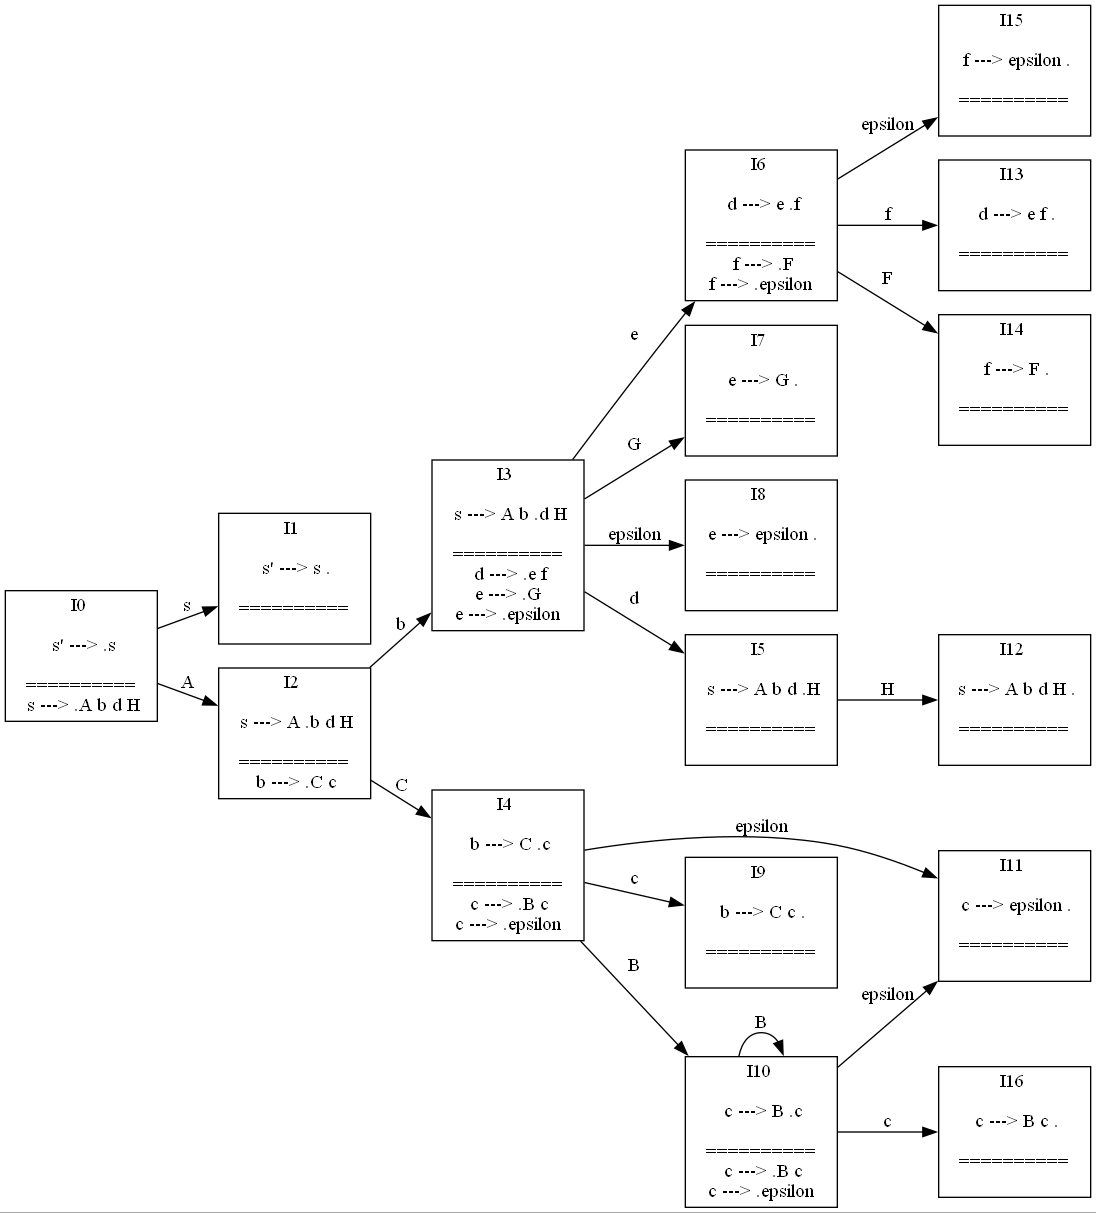 I0
s' ---> .s
==========
s ---> .A b d H
s
A
I1
s' ---> s .
==========
I2
s ---> A .b d H
==========
b ---> .C c
b
C
I3
s ---> A b .d H
==========
d ---> .e f
e ---> .G
e ---> .epsilon
e
G
epsilon
d
I4
b ---> C .c
==========
c ---> .B c
c ---> .epsilon
epsilon
c
B
I6
d ---> e .f
==========
f ---> .F
f ---> .epsilon
epsilon
f
F
I7
e ---> G .
==========
I8
e ---> epsilon .
==========
I5
s ---> A b d .H
==========
H
I9
b ---> C c .
==========
B
I10
c ---> B .c
==========
c ---> .B c
c ---> .epsilon
epsilon
c
I15
f ---> epsilon .
==========
I13
d ---> e f .
==========
I14
f ---> F .
==========
I12
s ---> A b d H .
==========
I11
c ---> epsilon .
==========
I16
c ---> B c .
==========